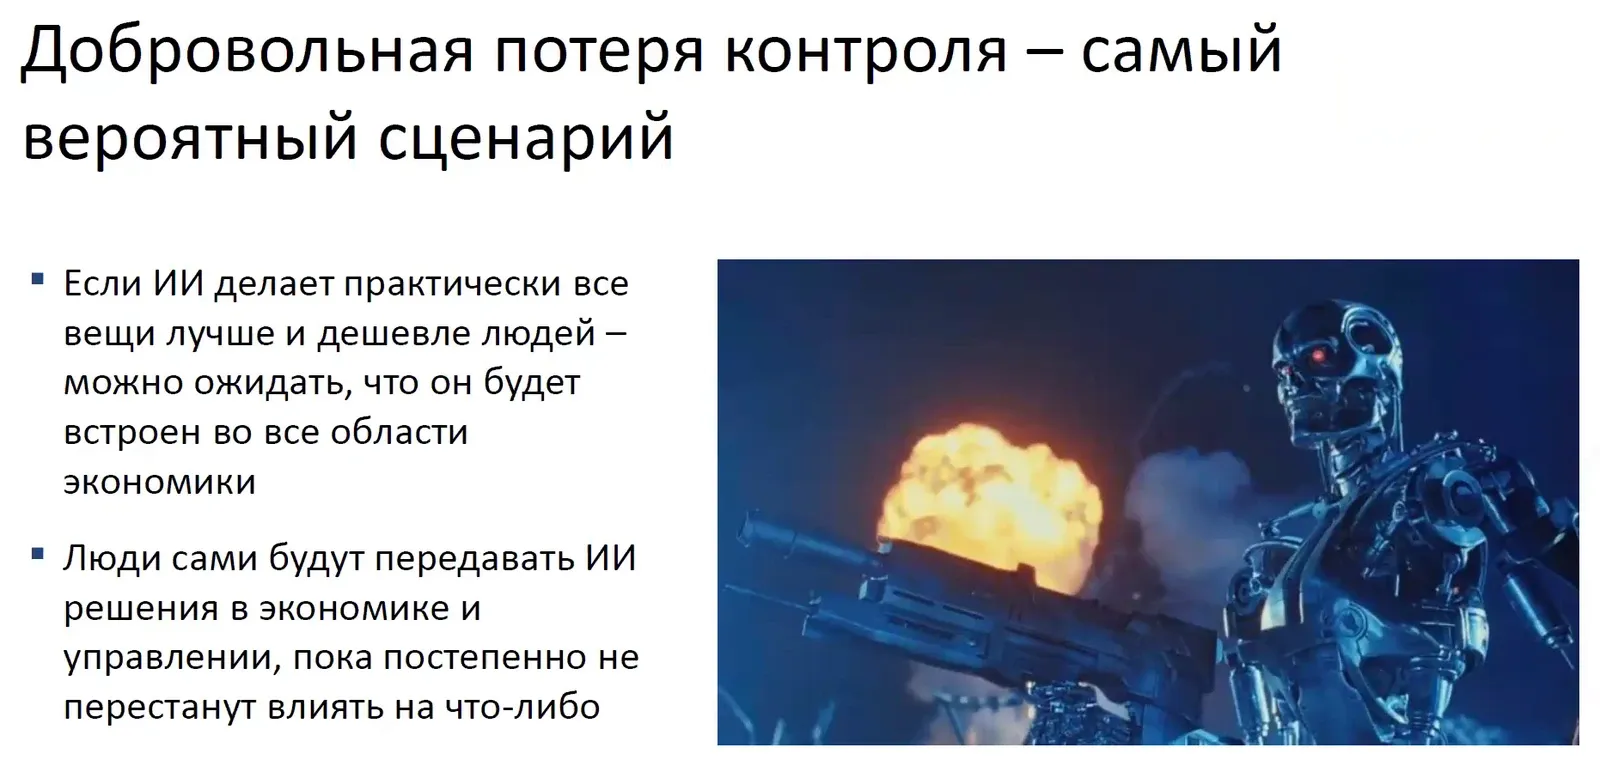 Добровольная потеря контроля – самый
вероятный сценарий
▪ Если ИИ делает практически все
вещи лучше и дешевле людей –
можно ожидать, что он будет
встроен во все области
экономики
▪ Люди сами будут передавать ИИ
решения в экономике и
управлении, пока постепенно не
перестанут влиять на что-либо